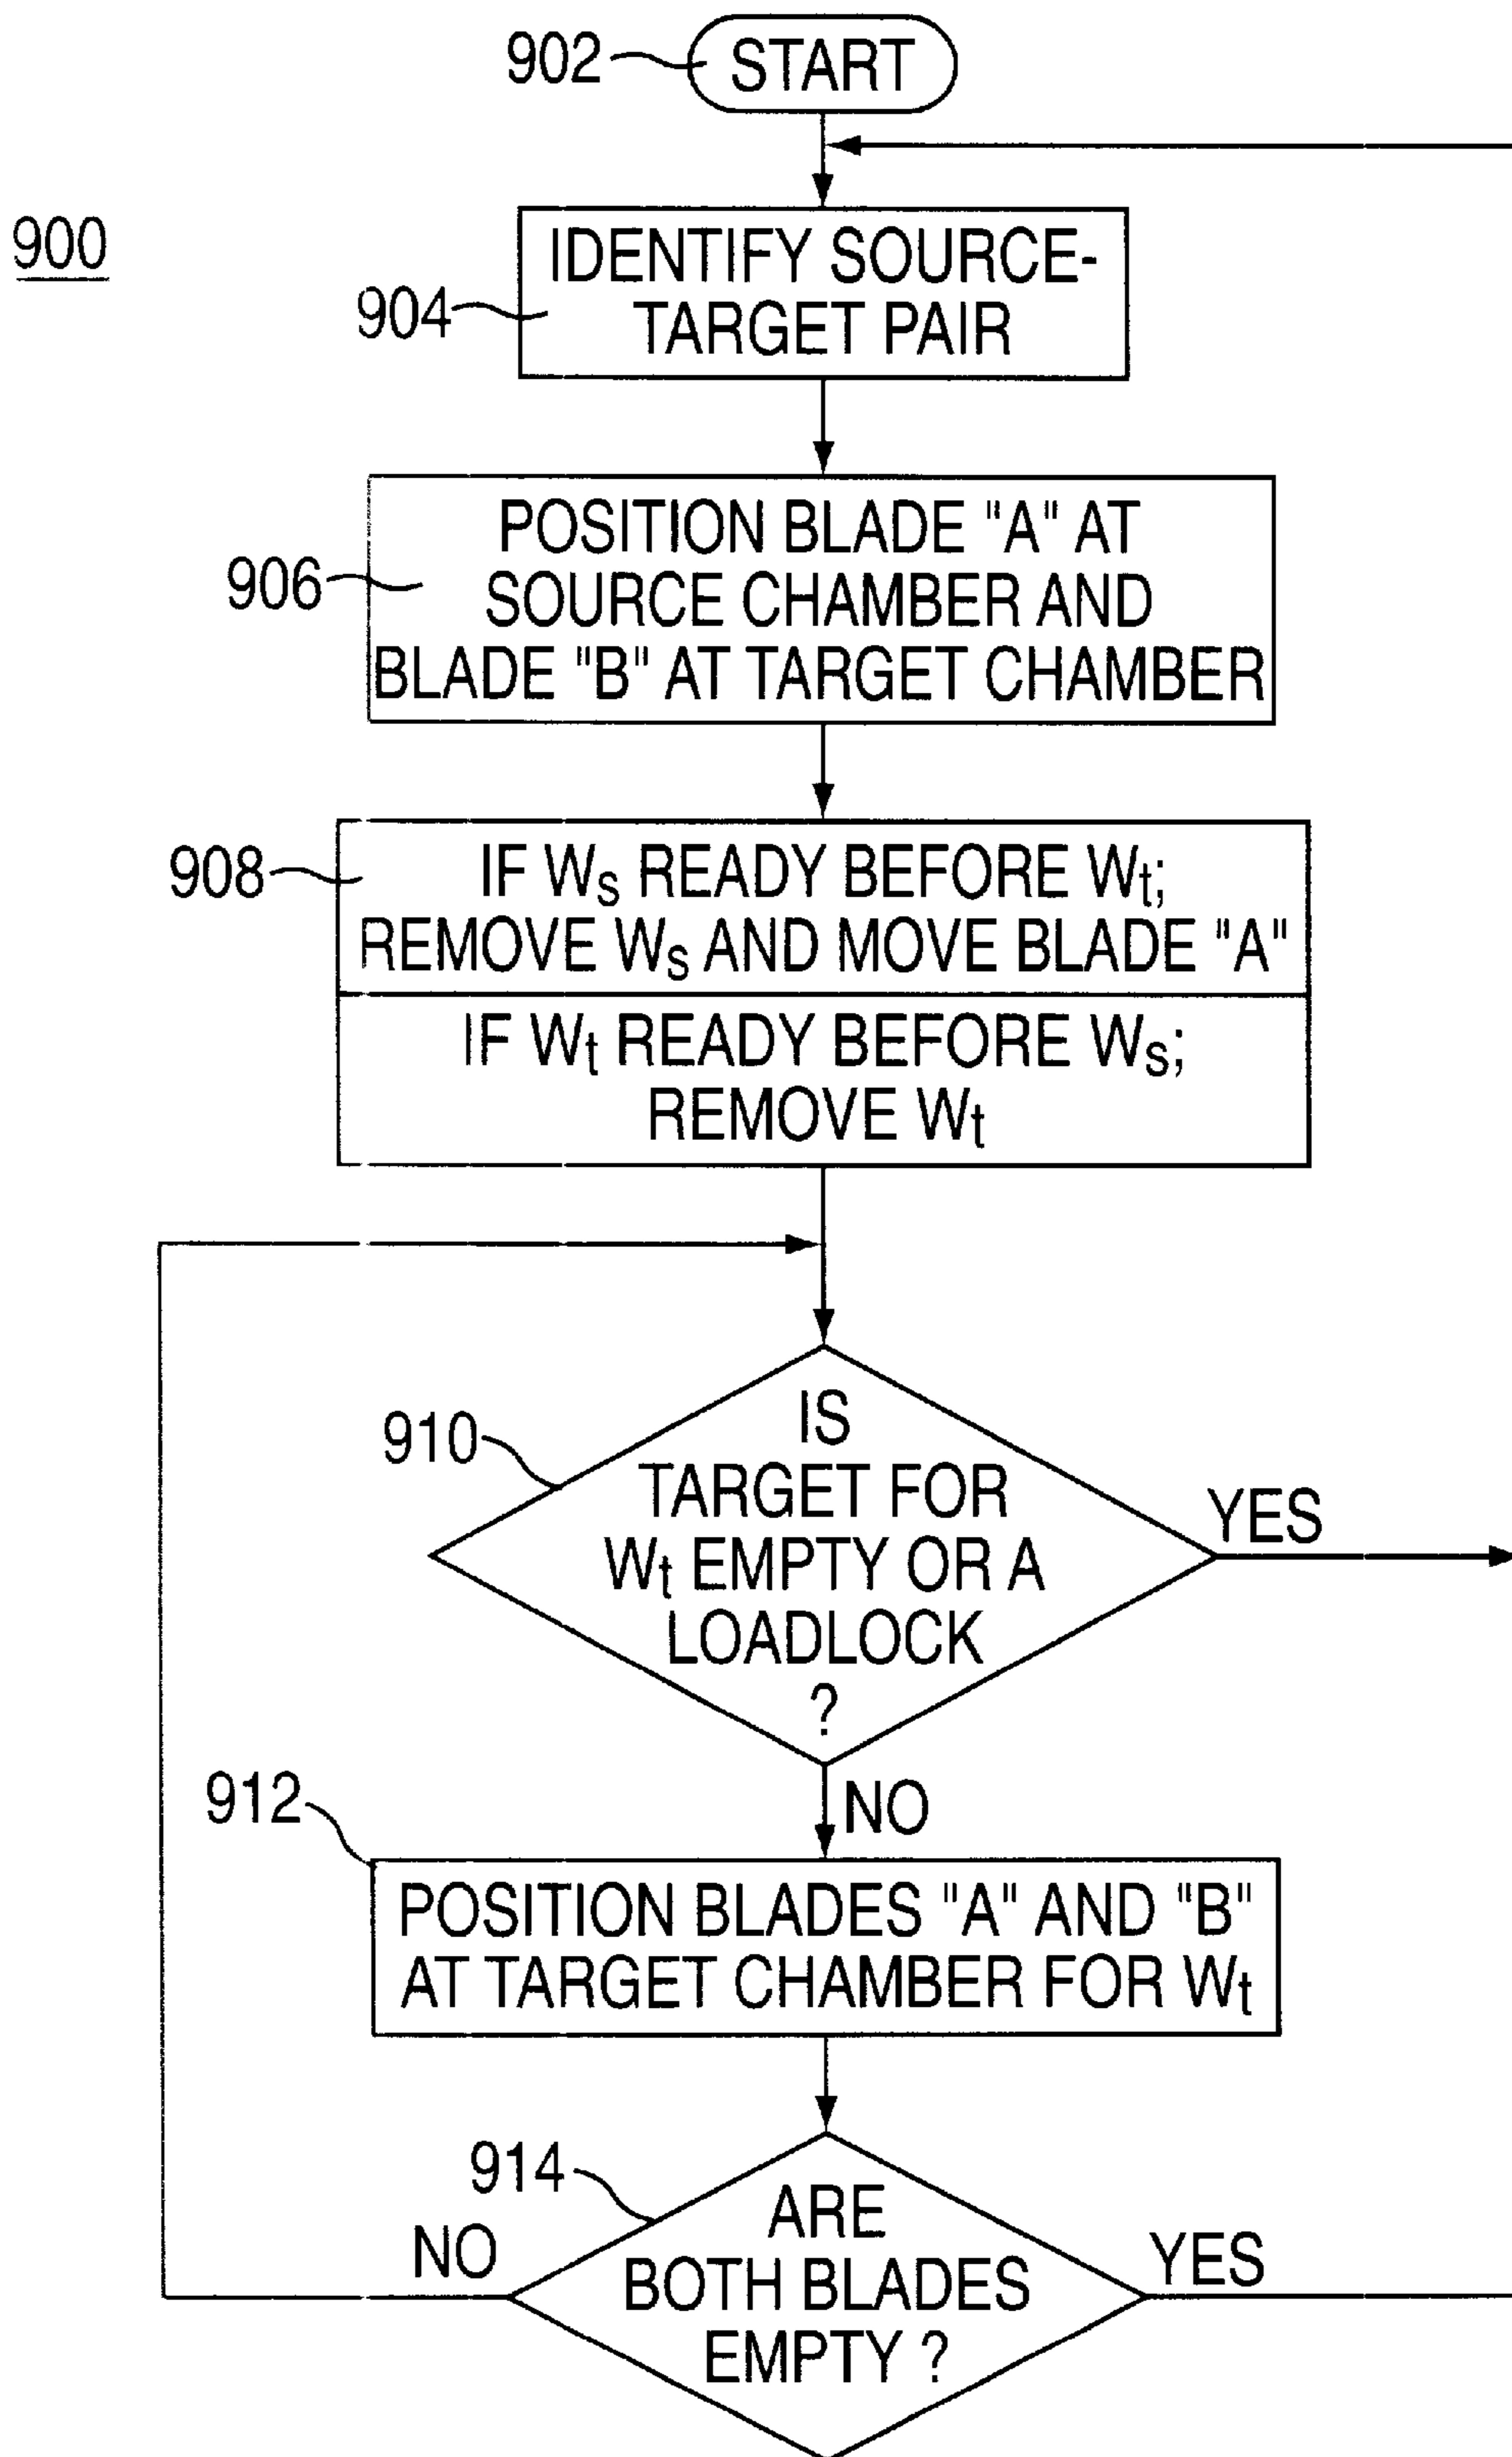 902
START
900
904
IDENTIFY SOURCE-
TARGET PAIR
906
POSITION BLADE "A" AT
SOURCE CHAMBER AND
BLADE "B" AT TARGET CHAMBER
908
IF Ws READY BEFORE Wt;
REMOVE Ws AND MOVE BLADE "A"
IF Wt READY BEFORE Ws;
REMOVE Wt
910
IS
TARGET FOR
Wt EMPTY OR A
LOADLOCK
?
YES
NO
912
POSITION BLADES "A" AND "B"
AT TARGET CHAMBER FOR Wt
914
ARE
BOTH BLADES
EMPTY ?
NO
YES